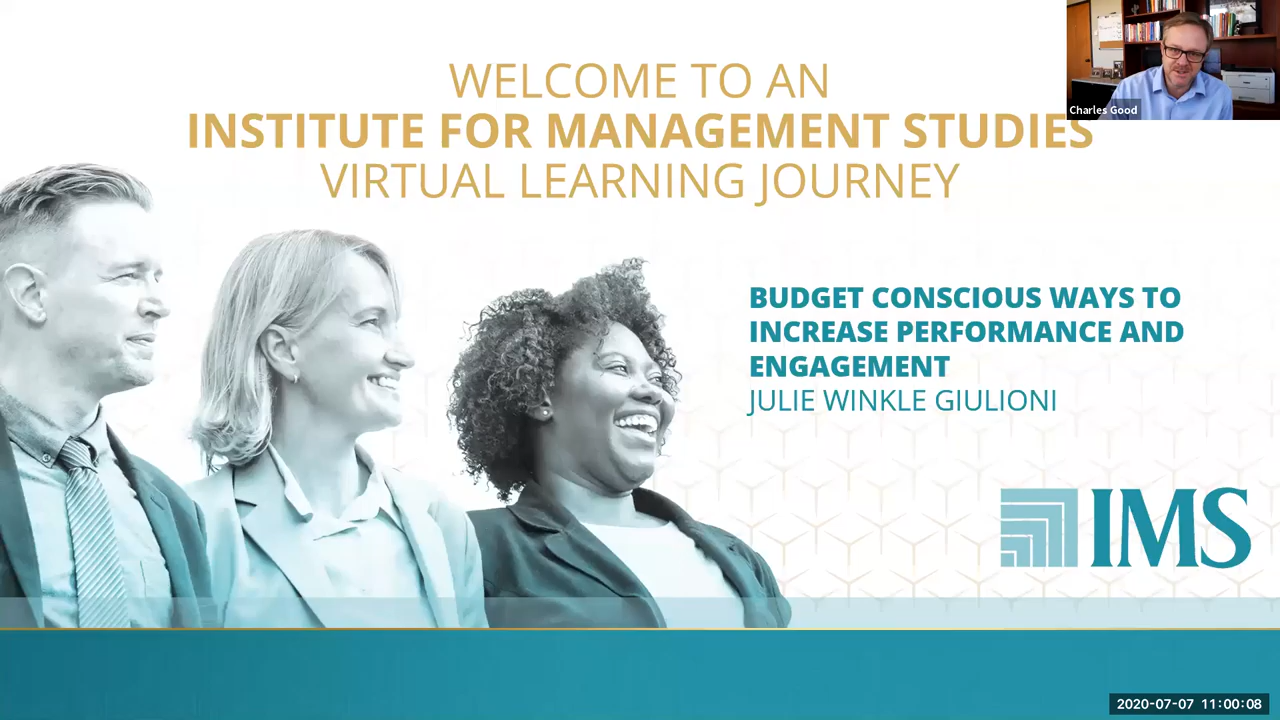 WELCOME TO AN
INSTITUTE FOR MANAGEMENT STUDIES
VIRTUAL LEARNING JOURNEY
Charles Good
BUDGET CONSCIOUS WAYS TO
INCREASE PERFORMANCE AND
ENGAGEMENT
JULIE WINKLE GIULIONI
IMS
2020-07-07 11:00:08